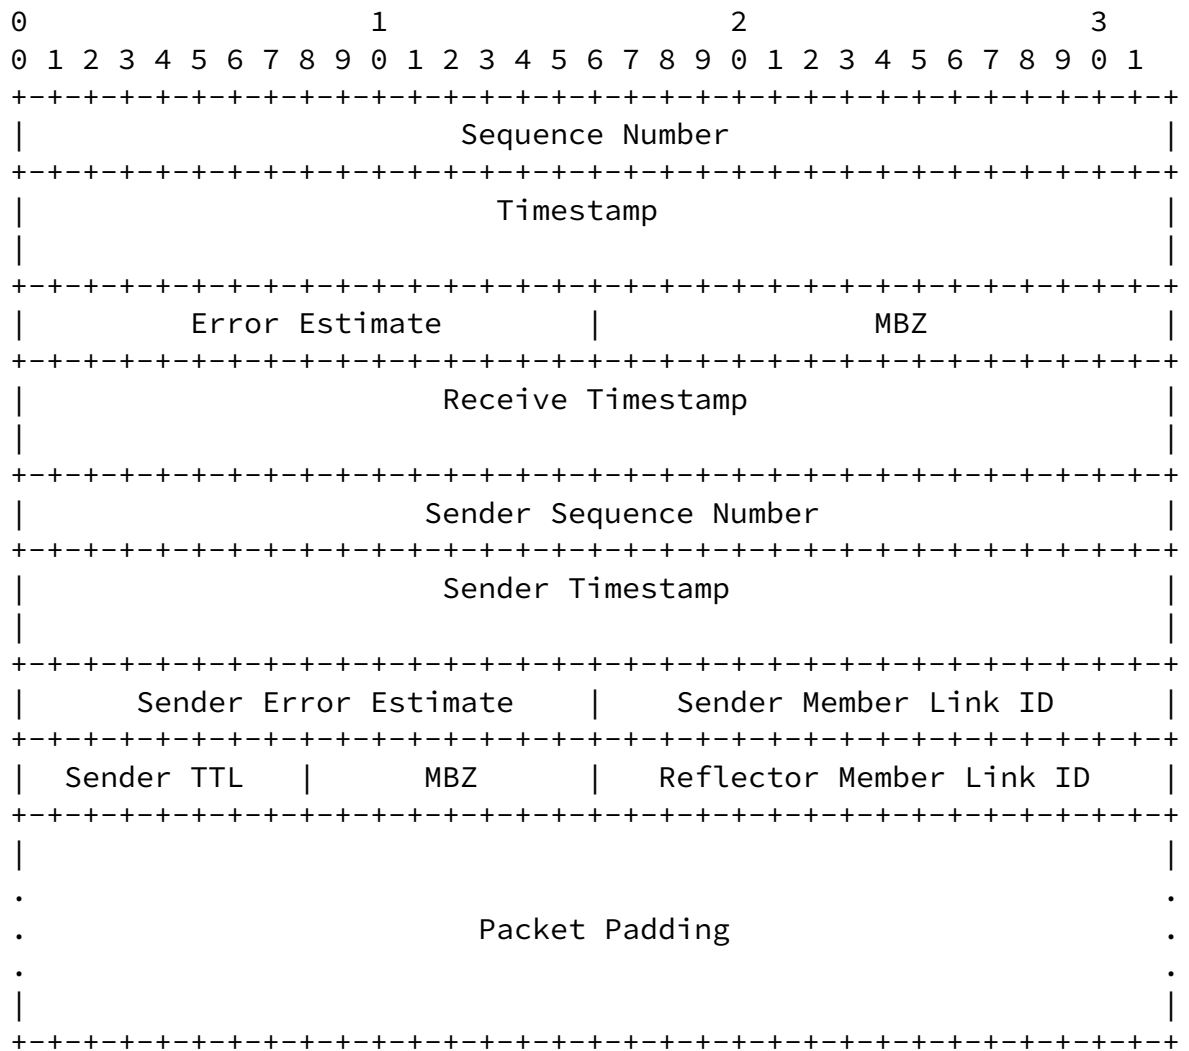 0                   1                   2                   3
0 1 2 3 4 5 6 7 8 9 0 1 2 3 4 5 6 7 8 9 0 1 2 3 4 5 6 7 8 9 0 1
+-+-+-+-+-+-+-+-+-+-+-+-+-+-+-+-+-+-+-+-+-+-+-+-+-+-+-+-+-+-+-+-+
|                        Sequence Number                        |
+-+-+-+-+-+-+-+-+-+-+-+-+-+-+-+-+-+-+-+-+-+-+-+-+-+-+-+-+-+-+-+-+
|                          Timestamp                            |
|                                                               |
+-+-+-+-+-+-+-+-+-+-+-+-+-+-+-+-+-+-+-+-+-+-+-+-+-+-+-+-+-+-+-+-+
|         Error Estimate        |               MBZ             |
+-+-+-+-+-+-+-+-+-+-+-+-+-+-+-+-+-+-+-+-+-+-+-+-+-+-+-+-+-+-+-+-+
|                       Receive Timestamp                       |
|                                                               |
+-+-+-+-+-+-+-+-+-+-+-+-+-+-+-+-+-+-+-+-+-+-+-+-+-+-+-+-+-+-+-+-+
|                      Sender Sequence Number                   |
+-+-+-+-+-+-+-+-+-+-+-+-+-+-+-+-+-+-+-+-+-+-+-+-+-+-+-+-+-+-+-+-+
|                       Sender Timestamp                        |
|                                                               |
+-+-+-+-+-+-+-+-+-+-+-+-+-+-+-+-+-+-+-+-+-+-+-+-+-+-+-+-+-+-+-+-+
|      Sender Error Estimate    |    Sender Member Link ID      |
+-+-+-+-+-+-+-+-+-+-+-+-+-+-+-+-+-+-+-+-+-+-+-+-+-+-+-+-+-+-+-+-+
|  Sender TTL   |      MBZ      |   Reflector Member Link ID    |
+-+-+-+-+-+-+-+-+-+-+-+-+-+-+-+-+-+-+-+-+-+-+-+-+-+-+-+-+-+-+-+-+
|                                                               |
.                                                               .
.                         Packet Padding                        .
.                                                               .
|                                                               |
+-+-+-+-+-+-+-+-+-+-+-+-+-+-+-+-+-+-+-+-+-+-+-+-+-+-+-+-+-+-+-+-+